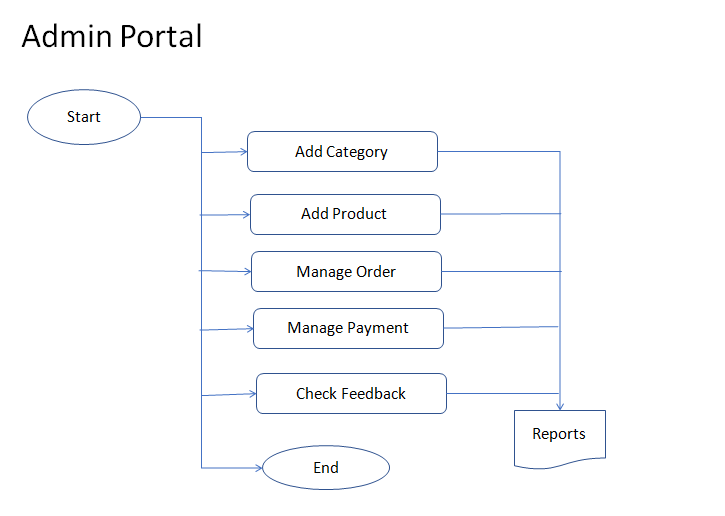 Admin Portal
Start
Add Category
Add Product
Manage Order
Manage Payment
Check Feedback
Reports
End